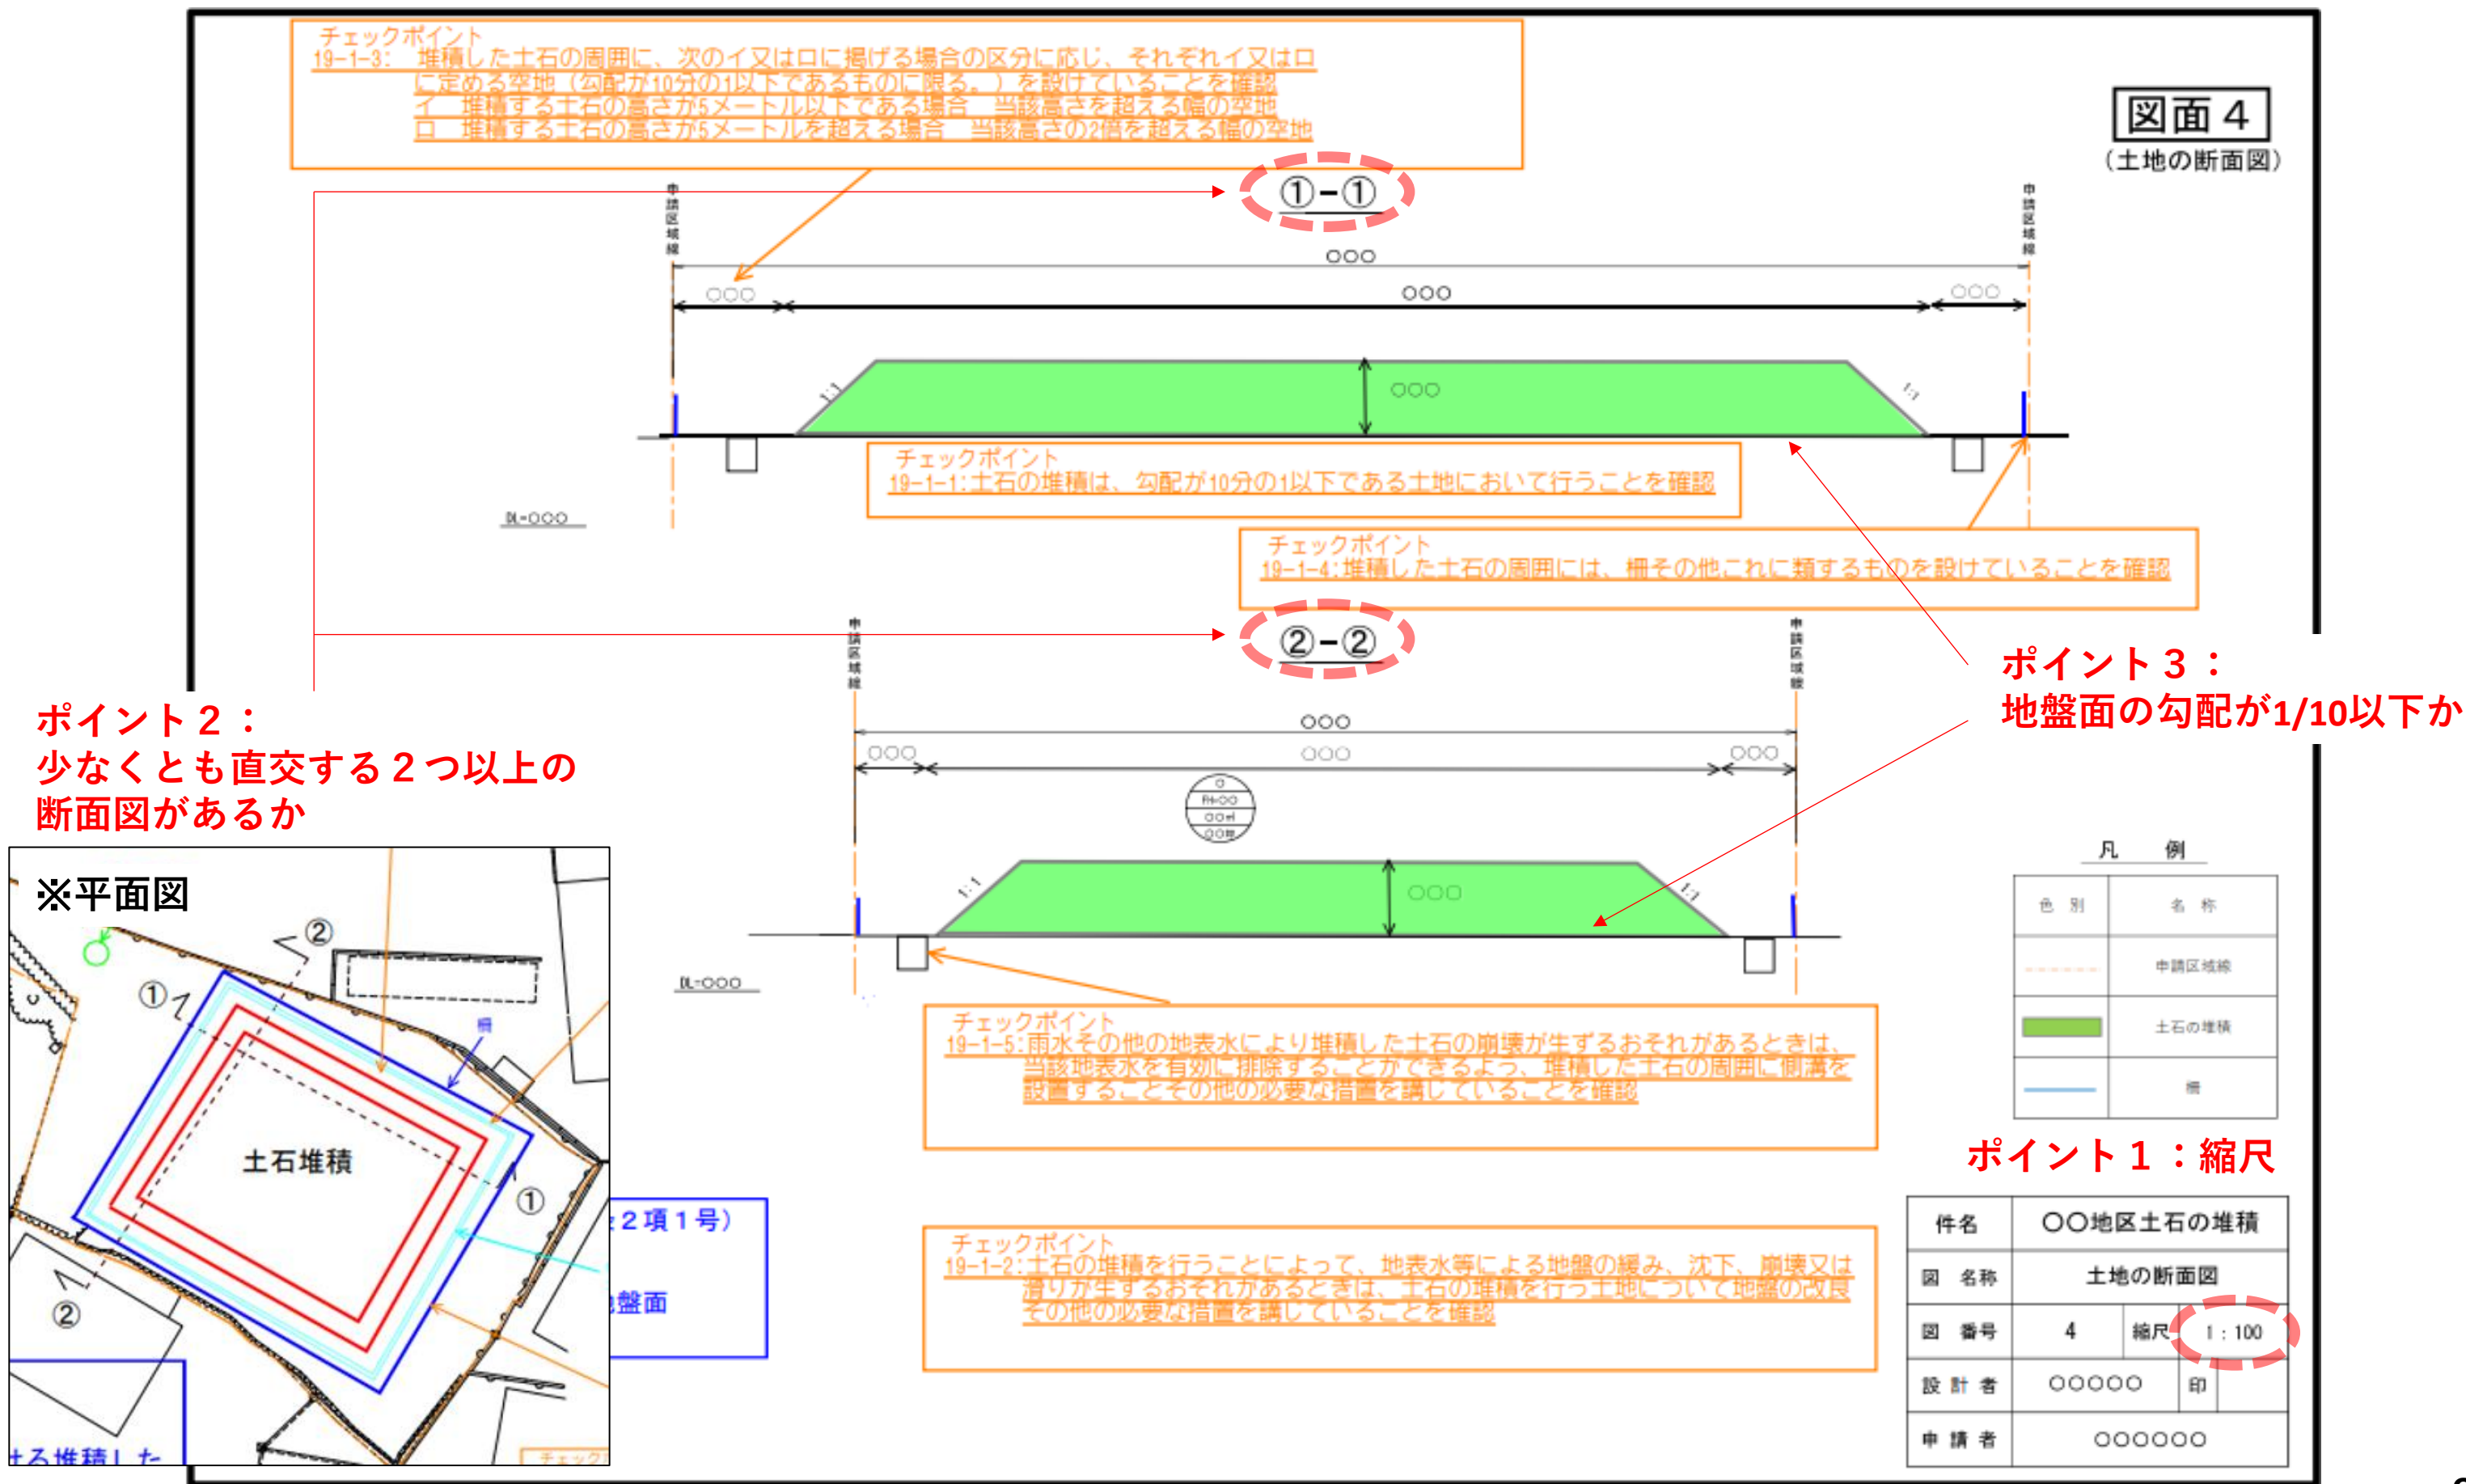 チェックポイント
19-1-3: 堆積した土石の周囲に、次のイ又はロに掲げる場合の区分に応じ、それぞれイ又はロ
に定める空地（勾配が10分の1以下であるものに限る。）を設けていることを確認
イ 堆積する土石の高さが5メートル以下である場合 当該高さを超える幅の空地
ロ 堆積する土石の高さが5メートルを超える場合 当該高さの2倍を超える幅の空地
図面４
（土地の断面図）
①-①
申請区域線
申請区域線
○○○
○○○
○○○
○○○
1:1
○○○
1:1
チェックポイント
19-1-1:土石の堆積は、勾配が10分の1以下である土地において行うことを確認
DL=○○○
チェックポイント
19-1-4:堆積した土石の周囲には、柵その他これに類するものを設けていることを確認
②-②
申請区域線
申請区域線
ポイント３：
地盤面の勾配が1/10以下か
ポイント２：
少なくとも直交する２つ以上の
断面図があるか
○○○
○○○
○○○
○○○
○
FH=○○
○○㎡
1:1
○○○
1:1
DL=○○○
※平面図
②
①
柵
土石堆積
①
②
２項１号）
盤面
する堆積した
チェック
チェックポイント
19-1-5:雨水その他の地表水により堆積した土石の崩壊が生ずるおそれがあるときは、
当該地表水を有効に排除することができるよう、堆積した土石の周囲に側溝を
設置することその他の必要な措置を講じていることを確認
チェックポイント
19-1-2:土石の堆積を行うことによって、地表水等による地盤の緩み、沈下、崩壊又は
滑りが生ずるおそれがあるときは、土石の堆積を行う土地について地盤の改良
その他の必要な措置を講じていることを確認
凡 例
色 別 名 称
申請区域線
土石の堆積
柵
ポイント１：縮尺
件名 〇〇地区土石の堆積
図 名称 土地の断面図
図 番号 4 縮尺 1：100
設 計 者 ○○○○○ 印
申 請 者 ○○○○○○